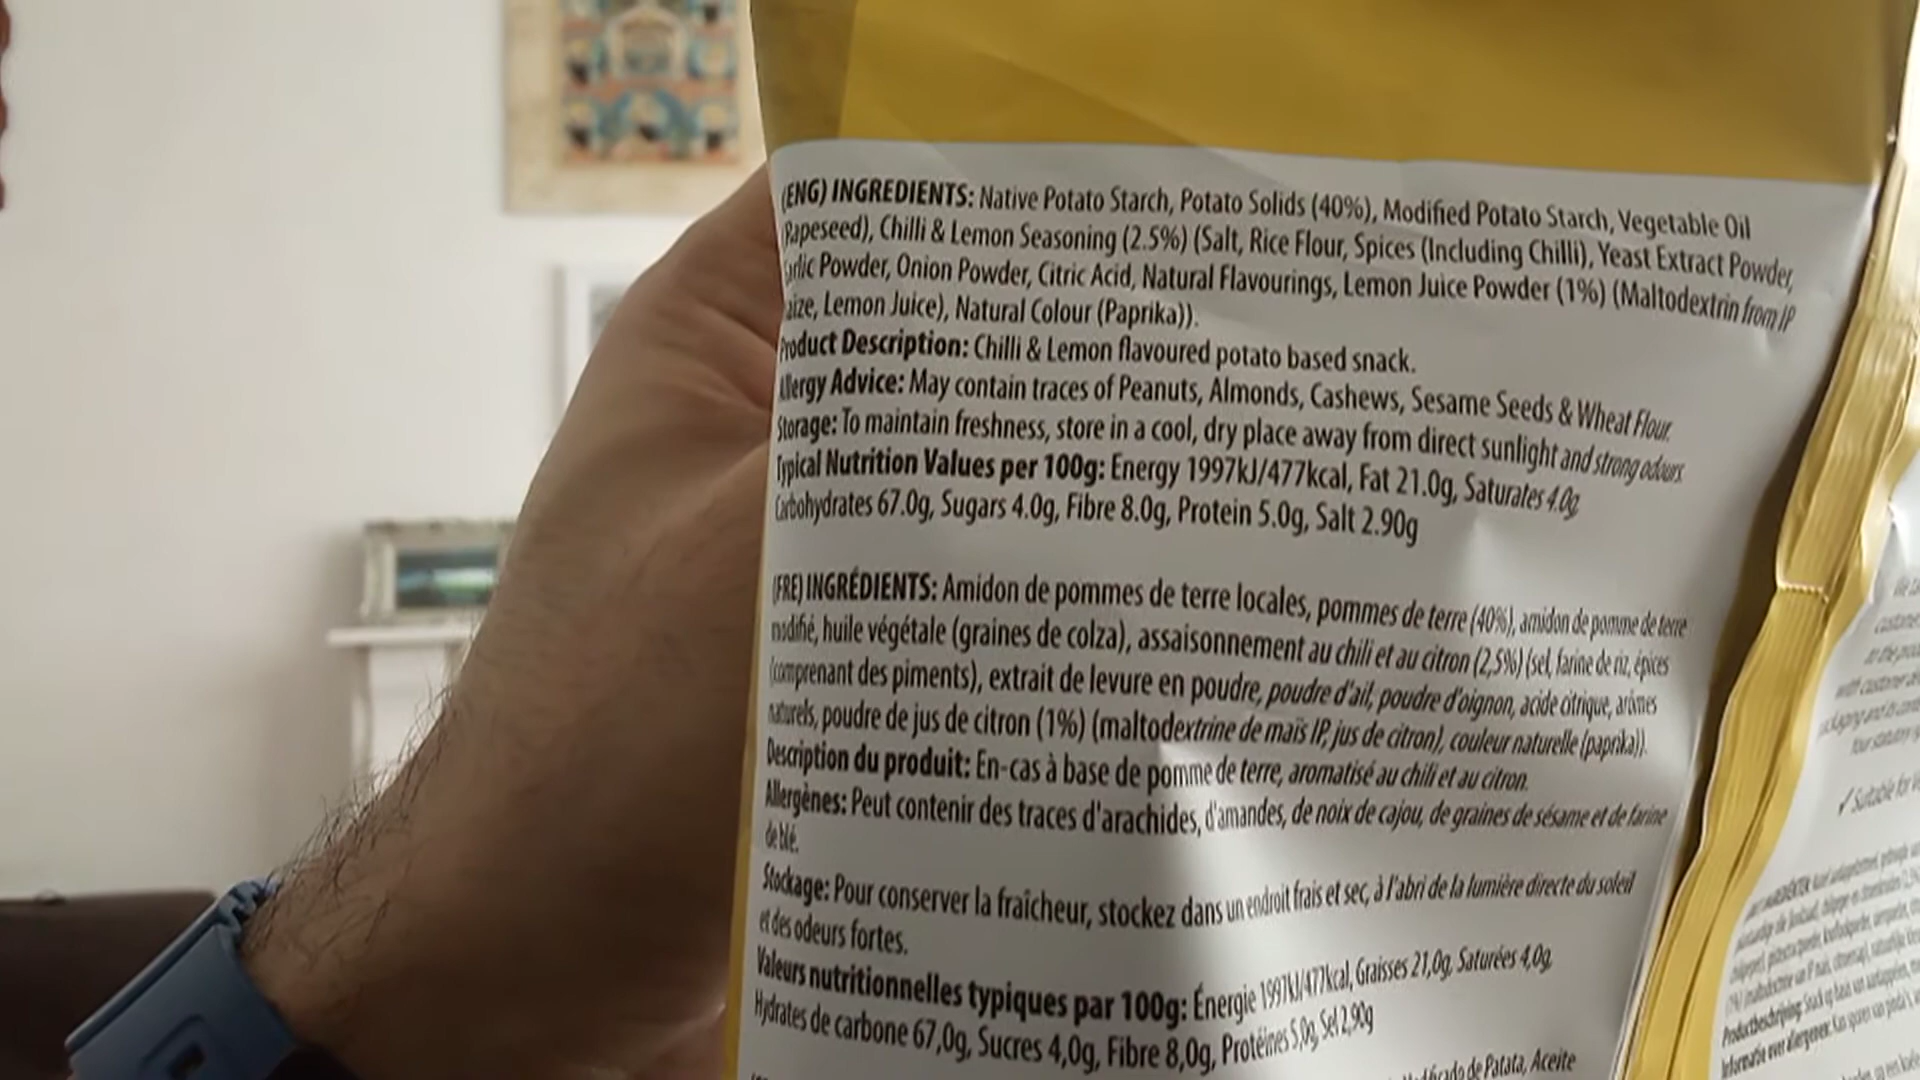 (ENG) INGREDIENTS: Native Potato Starch, Potato Solids (40%), Modified Potato Starch, Vegetable Oil
Rapeseed), Chilli & Lemon Seasoning (2.5%) (Salt, Rice Flour, Spices (Including Chilli), Yeast Extract Powder,
arlic Powder, Onion Powder, Citric Acid, Natural Flavourings, Lemon Juice Powder (1%) (Maltodextrin from IP
aize, Lemon Juice), Natural Colour (Paprika)).
Product Description: Chilli & Lemon flavoured potato based snack.
Allergy Advice: May contain traces of Peanuts, Almonds, Cashews, Sesame Seeds & Wheat Flour.
Storage: To maintain freshness, store in a cool, dry place away from direct sunlight and strong odours.
Typical Nutrition Values per 100g: Energy 1997kJ/477kcal, Fat 21.0g, Saturates 4.0g,
Carbohydrates 67.0g, Sugars 4.0g, Fibre 8.0g, Protein 5.0g, Salt 2.90g
(FRE) INGRÉDIENTS: Amidon de pommes de terre locales, pommes de terre (40%), amidon de pomme de terre
modifié, huile végétale (graines de colza), assaisonnement au chili et au citron (2,5%) (sel, farine de riz, épices
(comprenant des piments), extrait de levure en poudre, poudre d'ail, poudre d'oignon, acide citrique, arômes
naturels, poudre de jus de citron (1%) (maltodextrine de maïs IP, jus de citron), couleur naturelle (paprika)).
Description du produit: En-cas à base de pomme de terre, aromatisé au chili et au citron.
Allergènes: Peut contenir des traces d'arachides, d'amandes, de noix de cajou, de graines de sésame et de farine
de blé.
Stockage: Pour conserver la fraîcheur, stockez dans un endroit frais et sec, à l'abri de la lumière directe du soleil
et des odeurs fortes.
Valeurs nutritionnelles typiques par 100g: Énergie 1997kJ/477kcal, Graisses 21,0g, Saturées 4,0g,
Hydrates de carbone 67,0g, Sucres 4,0g, Fibre 8,0g, Protéines 5,0g, Sel 2,90g
de Patata, Aceite
✓ Suitable for
Productbeschrijving:
Informatie over allergenen: